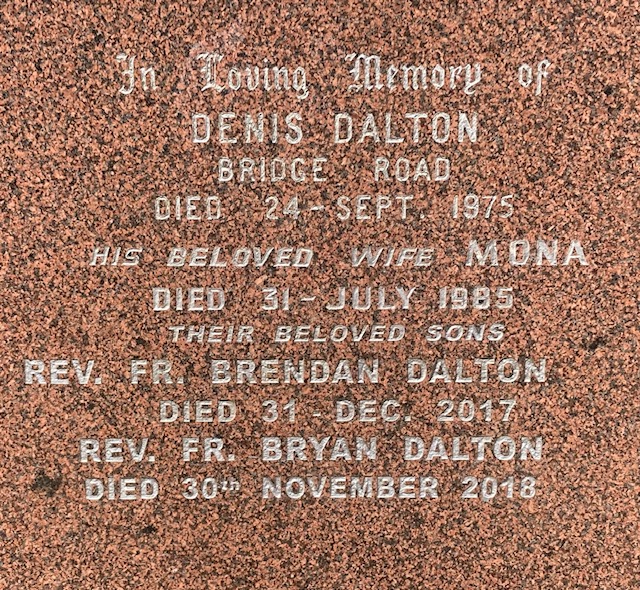 In Loving Memory of
DENIS DALTON
BRIDGE ROAD
DIED 24 - SEPT. 1975
HIS BELOVED WIFE MONA
DIED 31 - JULY 1985
THEIR BELOVED SONS
REV. FR. BRENDAN DALTON
DIED 31 - DEC. 2017
REV. FR. BRYAN DALTON
DIED 30th NOVEMBER 2018